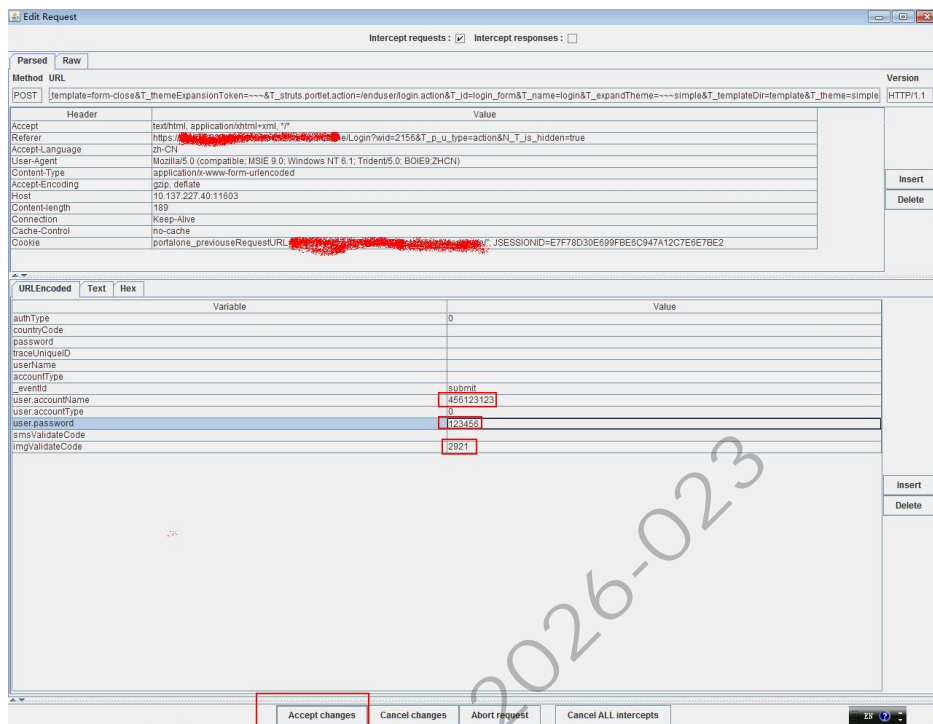 Edit Request
Intercept requests : Intercept responses :
Parsed Raw
Method URL Version
POST _template=form-close&T_themeExpansionToken=~~~&T_struts.portlet.action=/enduser/login.action&T_id=login_form&T_name=login&T_expandTheme=~~~simple&T_templateDir=template&T_theme=simple HTTP/1.1
Header Value
Accept text/html, application/xhtml+xml, */*
Referer https:/ e/Login?wid=2156&T_p_u_type=action&N_T_is_hidden=true
Accept-Language zh-CN
User-Agent Mozilla/5.0 (compatible; MSIE 9.0; Windows NT 6.1; Trident/5.0; BOIE9;ZHCN)
Content-Type application/x-www-form-urlencoded
Accept-Encoding gzip, deflate
Host 10.137.227.40:11603
Content-length 189
Connection Keep-Alive
Cache-Control no-cache
Cookie portalone_previouseRequestURL /"; JSESSIONID=E7F78D30E699FBE6C947A12C7E6E7BE2
Insert
Delete
URLEncoded Text Hex
Variable Value
authType 0
countryCode
password
traceUniqueID
userName
accountType
_eventId submit
user.accountName 456123123
user.accountType 0
user.password 123456
smsValidateCode
imgValidateCode 2921
Insert
Delete
2026-023
Accept changes Cancel changes Abort request Cancel ALL intercepts
EN